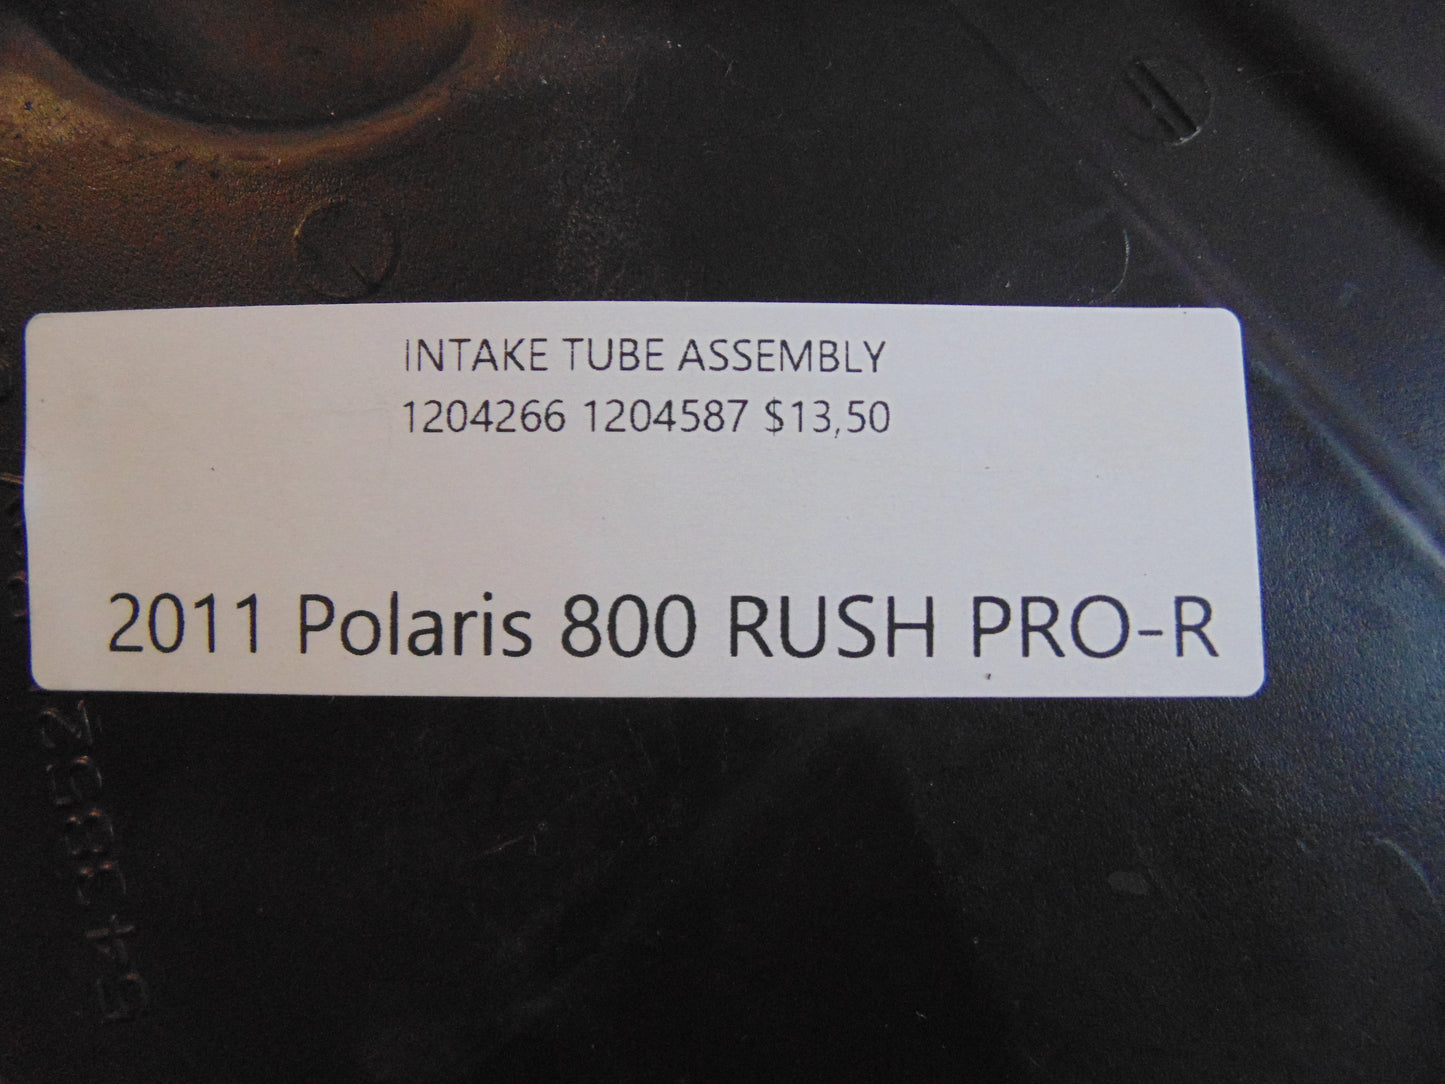 INTAKE TUBE ASSEMBLY
1204266 1204587 $13,50
2011 Polaris 800 RUSH PRO-R